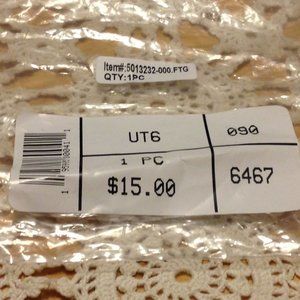 Item#:5013232-000.FTG
QTY:1PC
UT6
090
1 PC
$15.00
6467